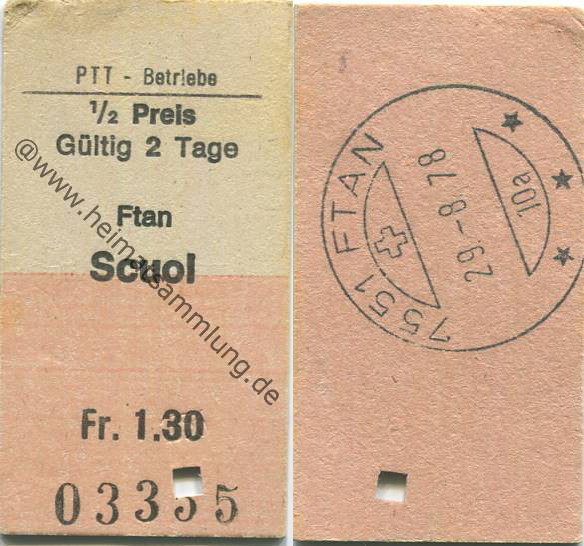 PTT - Betriebe
1/2 Preis
Gültig 2 Tage
Ftan
Scuol
Fr. 1.30
03335
@www.heimatsammlung.de
7551 FTAN
29-8.78
10a